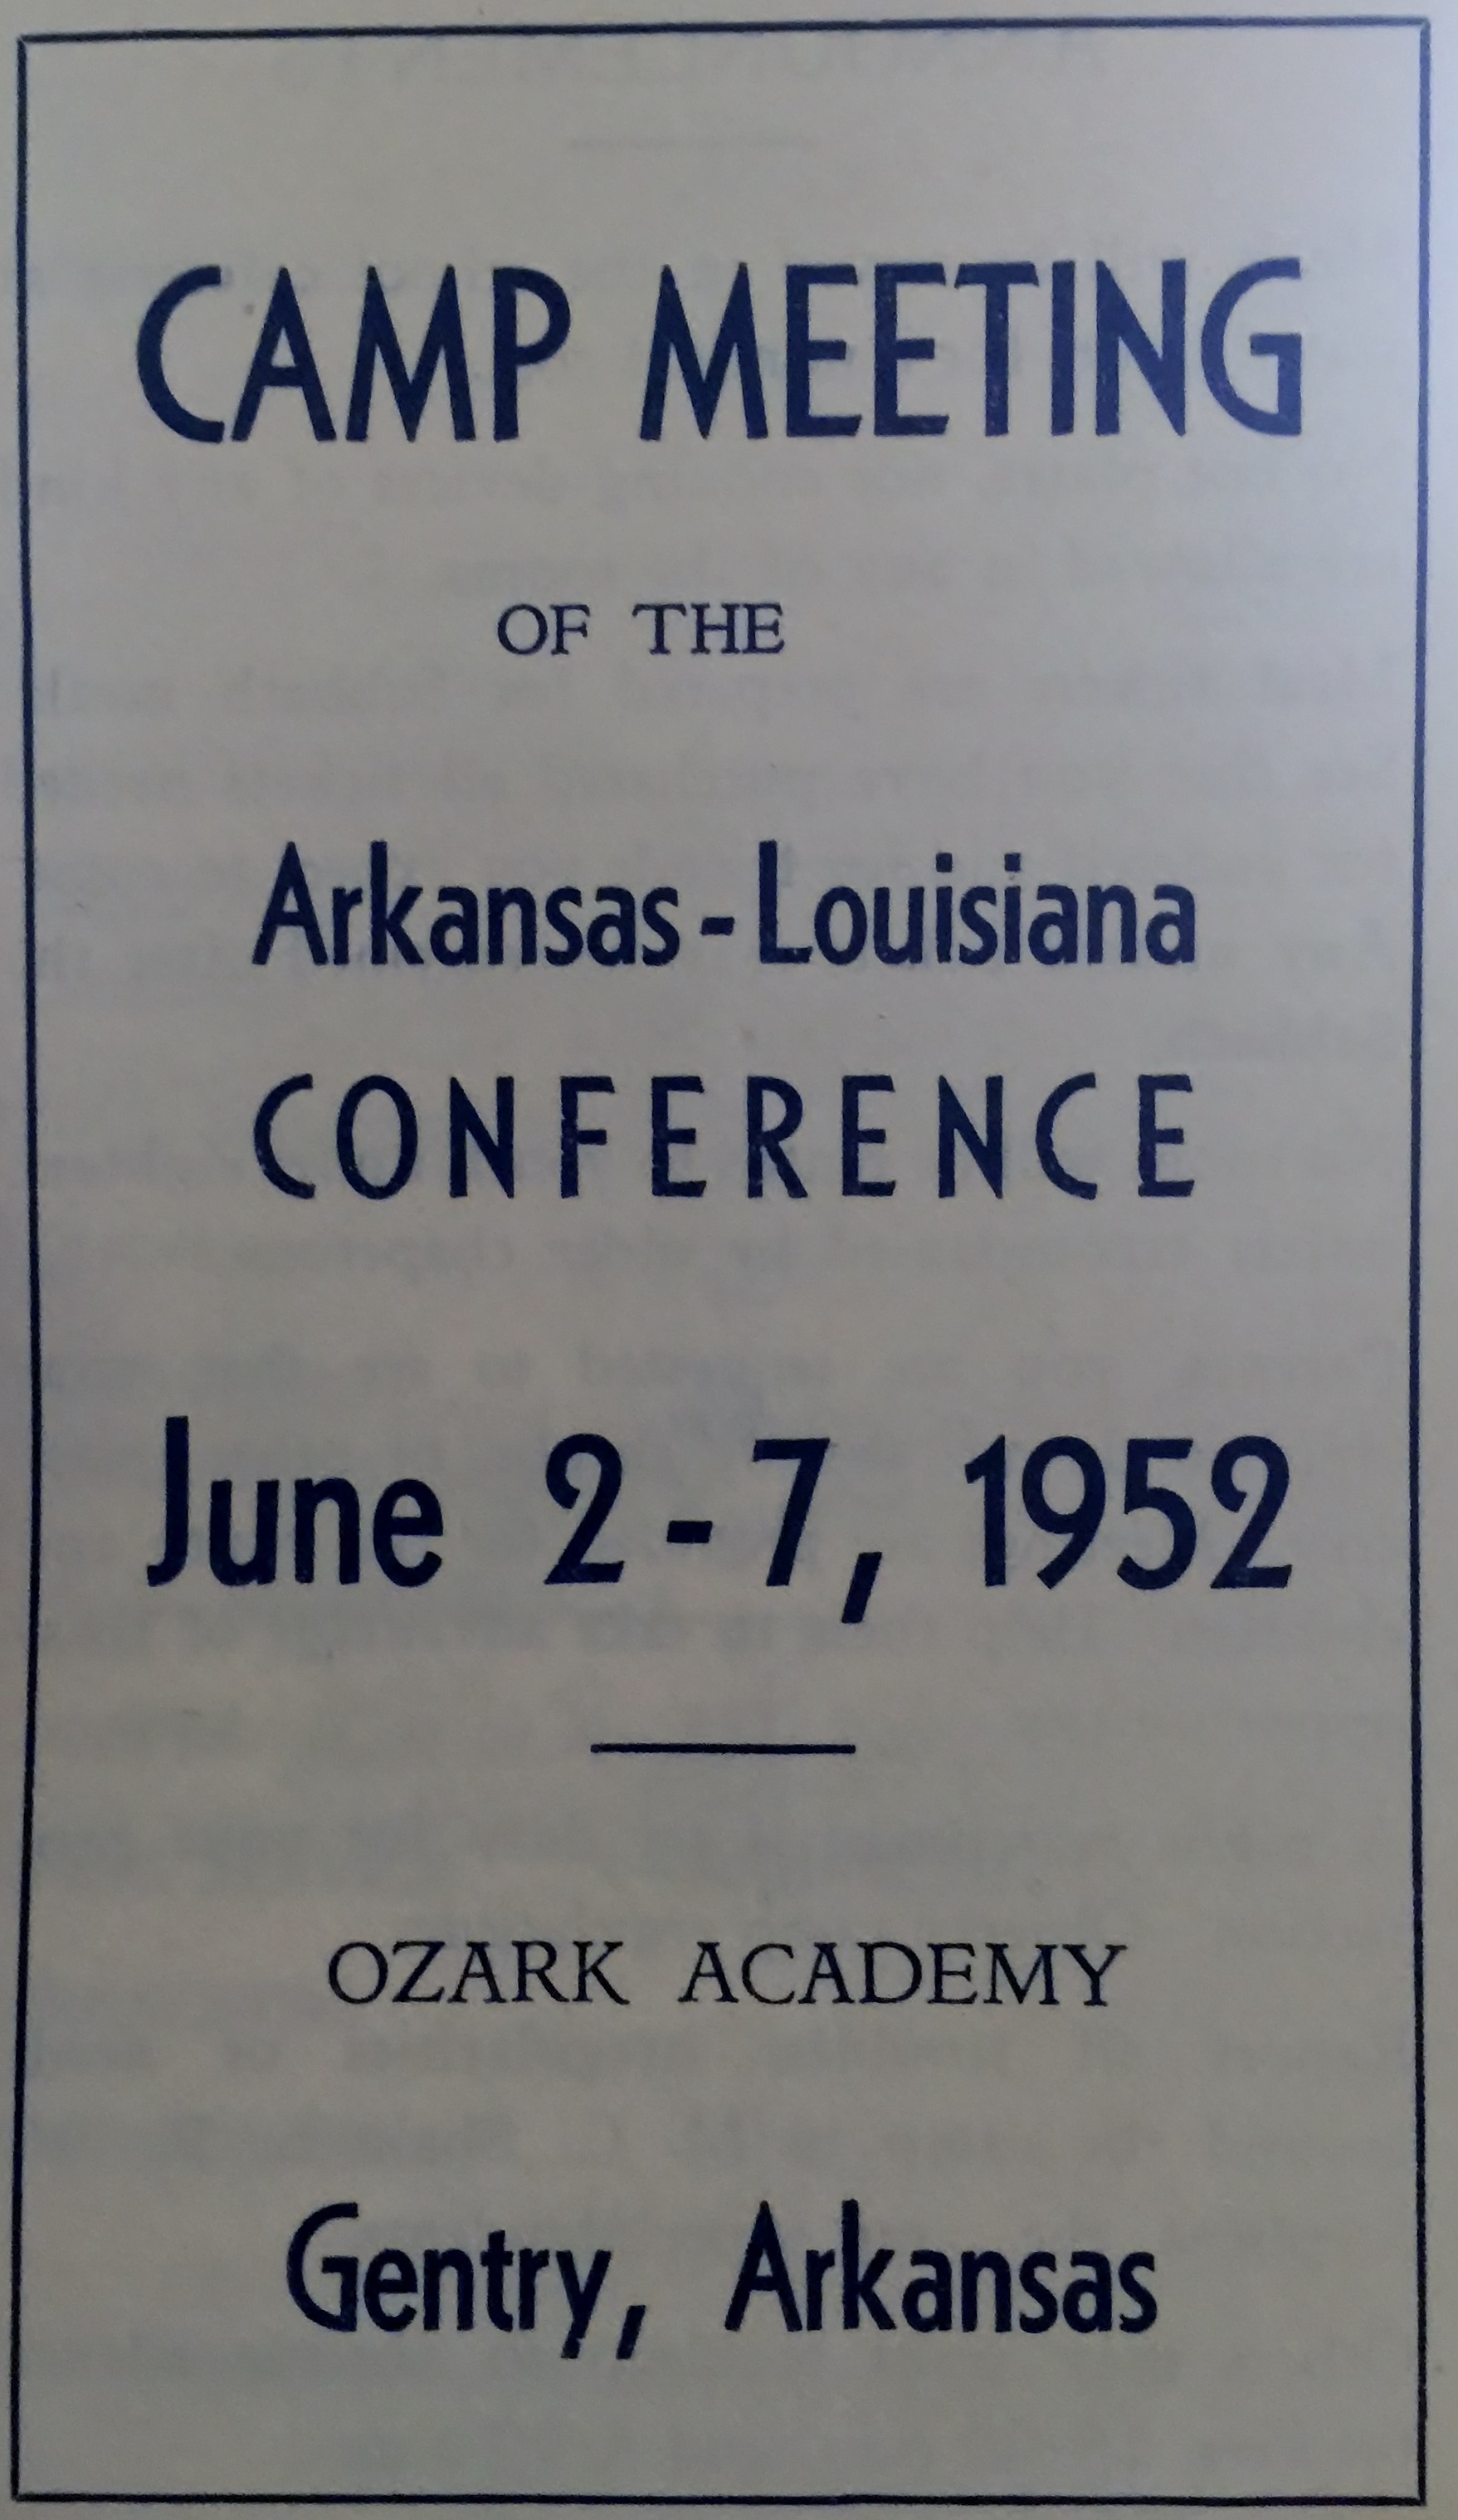 CAMP MEETING
OF THE
Arkansas - Louisiana
CONFERENCE
June 2 - 7, 1952
OZARK ACADEMY
Gentry, Arkansas